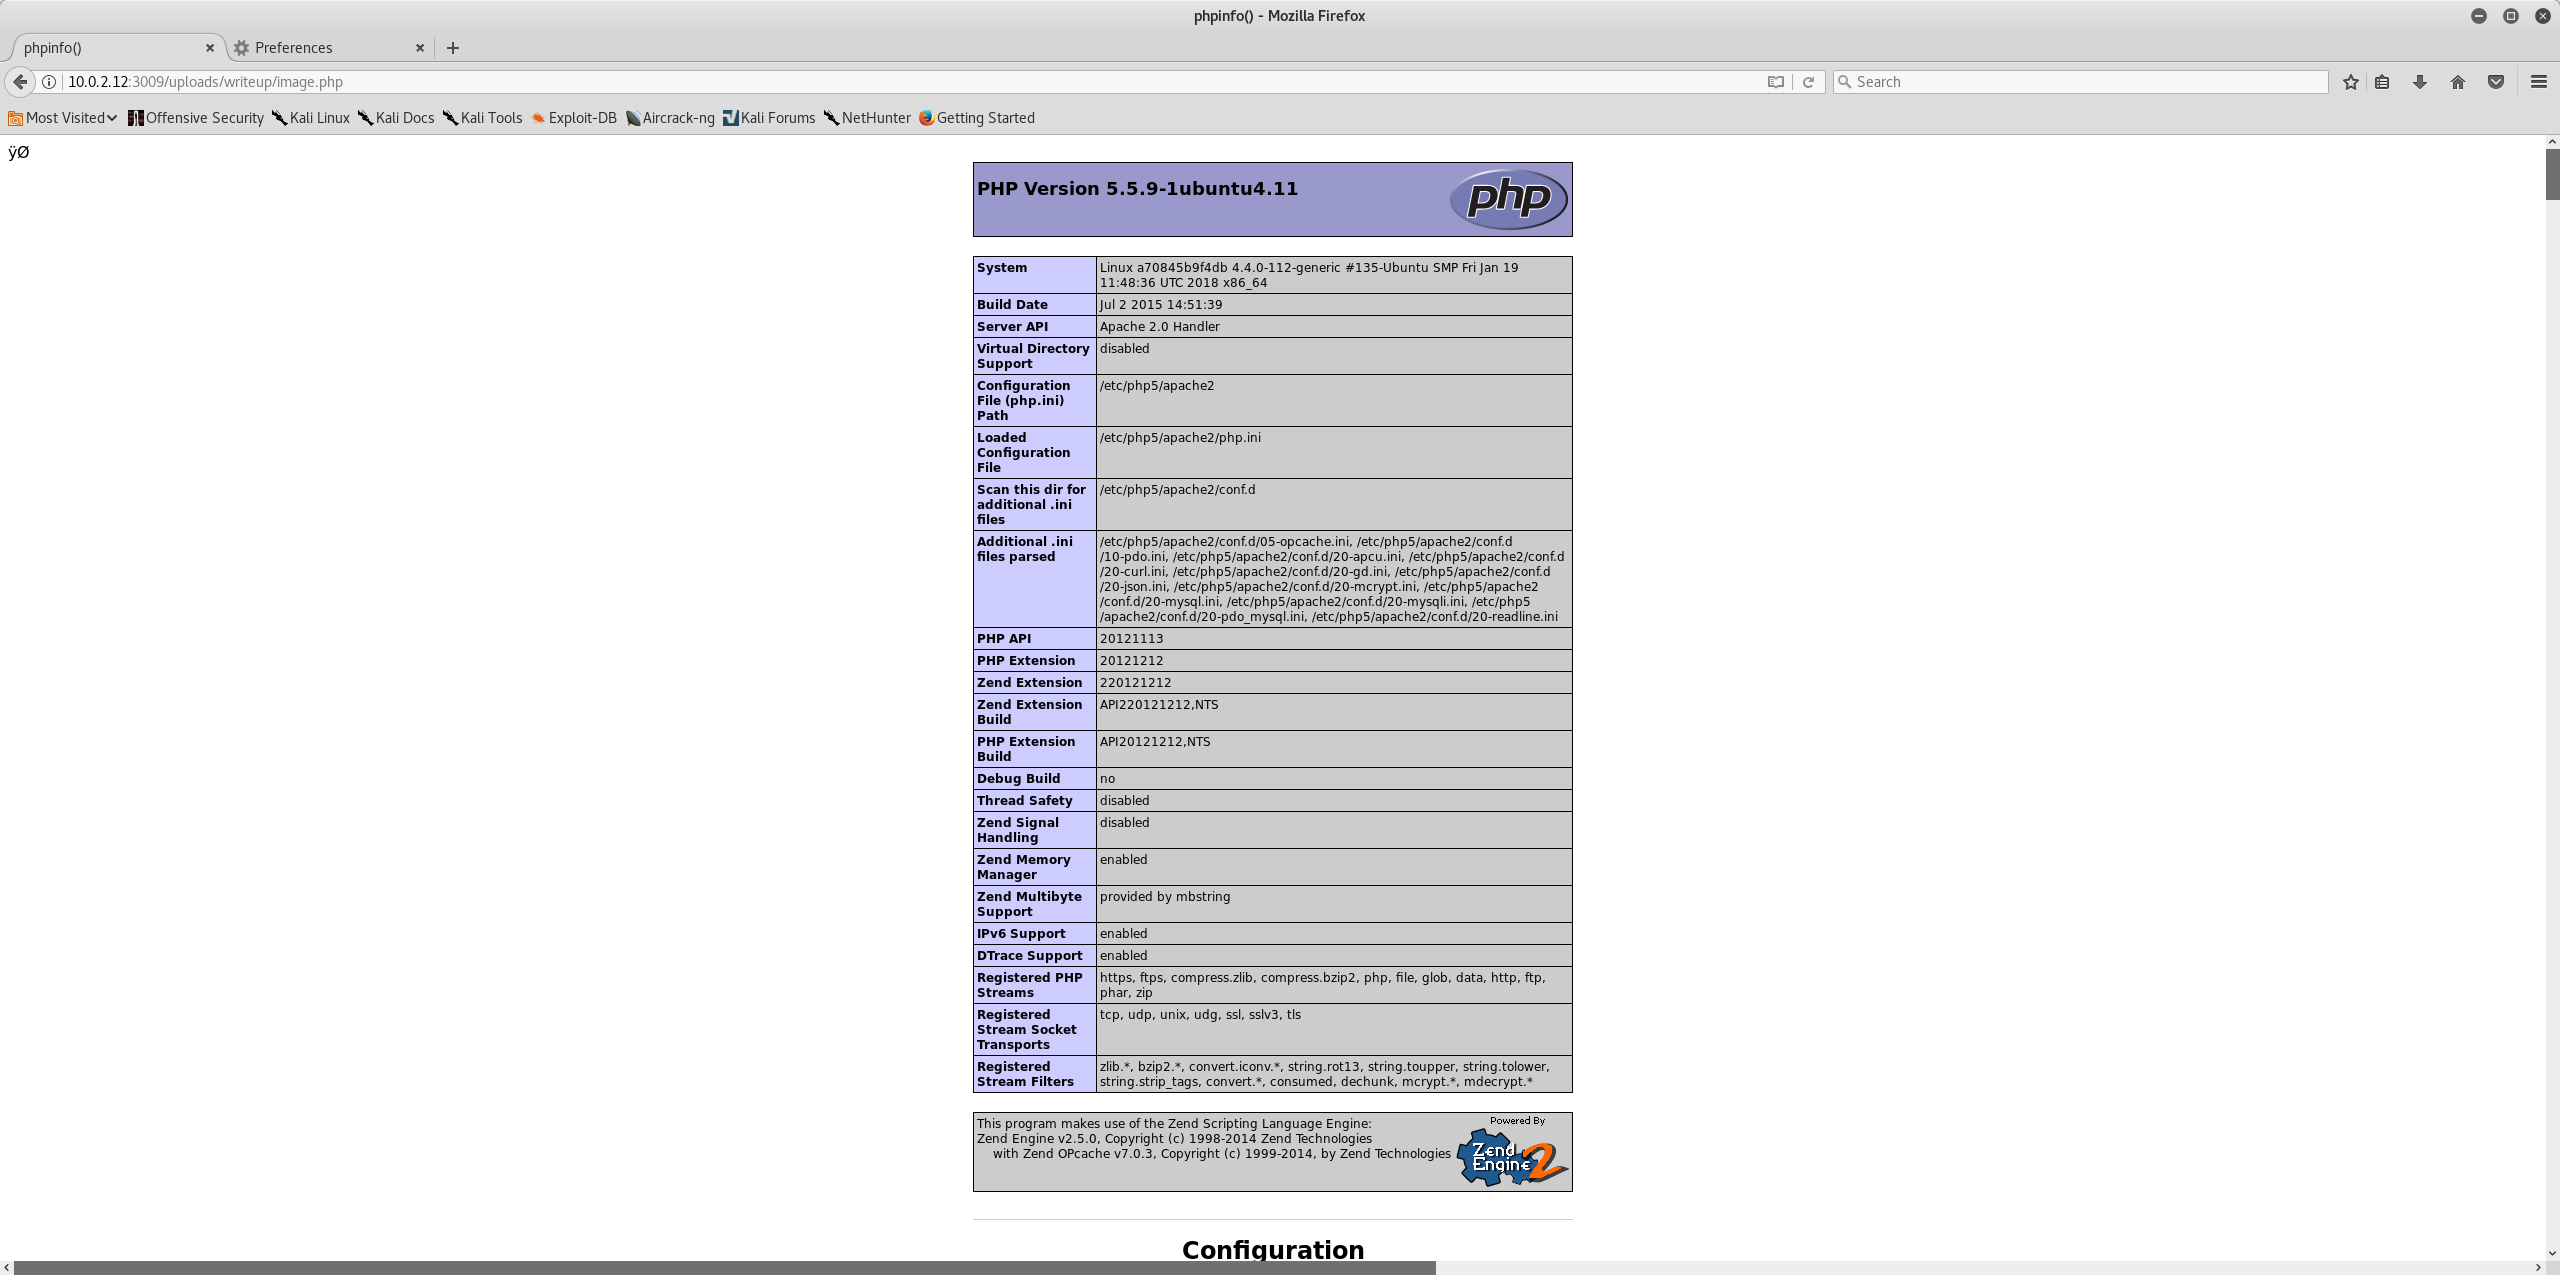 phpinfo() - Mozilla Firefox
phpinfo()
Preferences
10.0.2.12:3009/uploads/writeup/image.php
Search
Most Visited Offensive Security Kali Linux Kali Docs Kali Tools Exploit-DB Aircrack-ng Kali Forums NetHunter Getting Started
ÿØ
PHP Version 5.5.9-1ubuntu4.11
php
System
Linux a70845b9f4db 4.4.0-112-generic #135-Ubuntu SMP Fri Jan 19
11:48:36 UTC 2018 x86_64
Build Date
Jul 2 2015 14:51:39
Server API
Apache 2.0 Handler
Virtual Directory
Support
disabled
Configuration
File (php.ini)
Path
/etc/php5/apache2
Loaded
Configuration
File
/etc/php5/apache2/php.ini
Scan this dir for
additional .ini
files
/etc/php5/apache2/conf.d
Additional .ini
files parsed
/etc/php5/apache2/conf.d/05-opcache.ini, /etc/php5/apache2/conf.d
/10-pdo.ini, /etc/php5/apache2/conf.d/20-apcu.ini, /etc/php5/apache2/conf.d
/20-curl.ini, /etc/php5/apache2/conf.d/20-gd.ini, /etc/php5/apache2/conf.d
/20-json.ini, /etc/php5/apache2/conf.d/20-mcrypt.ini, /etc/php5/apache2
/conf.d/20-mysql.ini, /etc/php5/apache2/conf.d/20-mysqli.ini, /etc/php5
/apache2/conf.d/20-pdo_mysql.ini, /etc/php5/apache2/conf.d/20-readline.ini
PHP API
20121113
PHP Extension
20121212
Zend Extension
220121212
Zend Extension
Build
API220121212,NTS
PHP Extension
Build
API20121212,NTS
Debug Build
no
Thread Safety
disabled
Zend Signal
Handling
disabled
Zend Memory
Manager
enabled
Zend Multibyte
Support
provided by mbstring
IPv6 Support
enabled
DTrace Support
enabled
Registered PHP
Streams
https, ftps, compress.zlib, compress.bzip2, php, file, glob, data, http, ftp,
phar, zip
Registered
Stream Socket
Transports
tcp, udp, unix, udg, ssl, sslv3, tls
Registered
Stream Filters
zlib.*, bzip2.*, convert.iconv.*, string.rot13, string.toupper, string.tolower,
string.strip_tags, convert.*, consumed, dechunk, mcrypt.*, mdecrypt.*
This program makes use of the Zend Scripting Language Engine:
Zend Engine v2.5.0, Copyright (c) 1998-2014 Zend Technologies
with Zend OPcache v7.0.3, Copyright (c) 1999-2014, by Zend Technologies
Powered By
Zend
Engine 2
Configuration